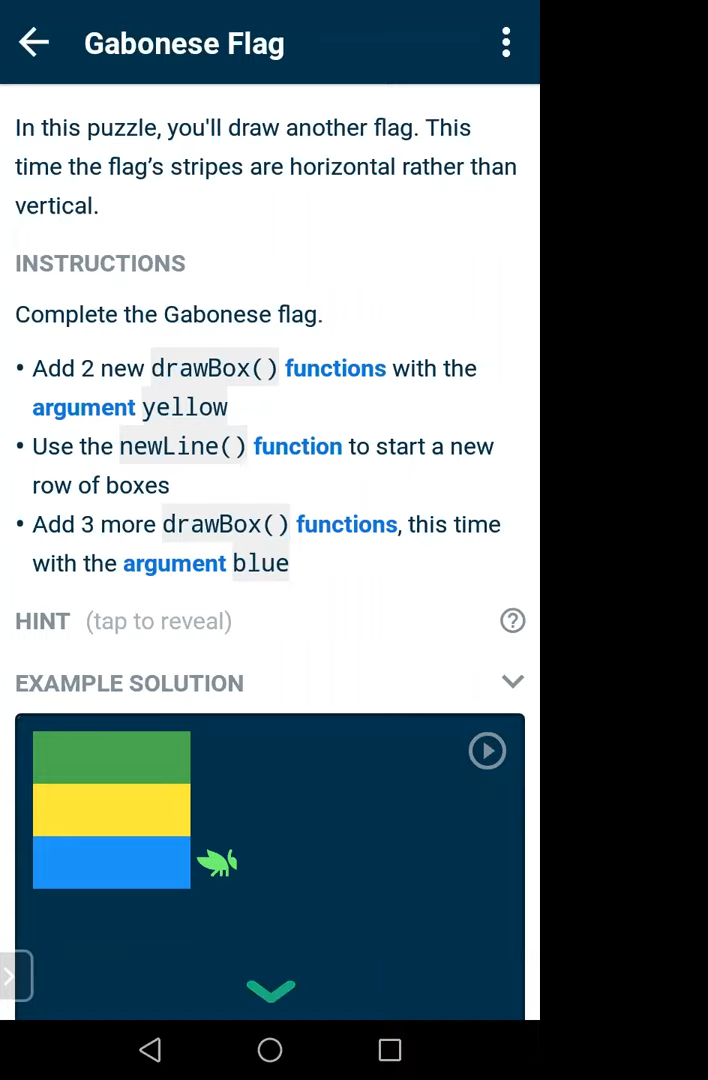 Gabonese Flag
In this puzzle, you'll draw another flag. This
time the flag’s stripes are horizontal rather than
vertical.
INSTRUCTIONS
Complete the Gabonese flag.
• Add 2 new drawBox() functions with the
argument yellow
• Use the newLine() function to start a new
row of boxes
• Add 3 more drawBox() functions, this time
with the argument blue
HINT (tap to reveal)
EXAMPLE SOLUTION